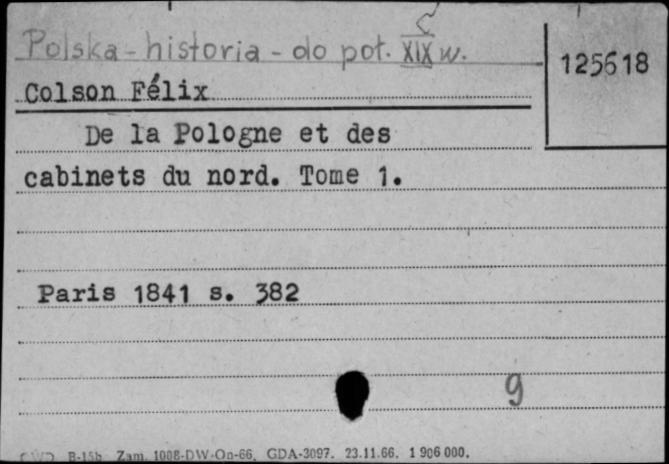 C
Polska - historia - do poł. XIX w.
125618
Colson Félix
De la Pologne et des
cabinets du nord. Tome 1.
Paris 1841 s. 382
9
B-15b Zam. 1008-DW-On-66. GDA-3097. 23.11.66. 1 906 000.